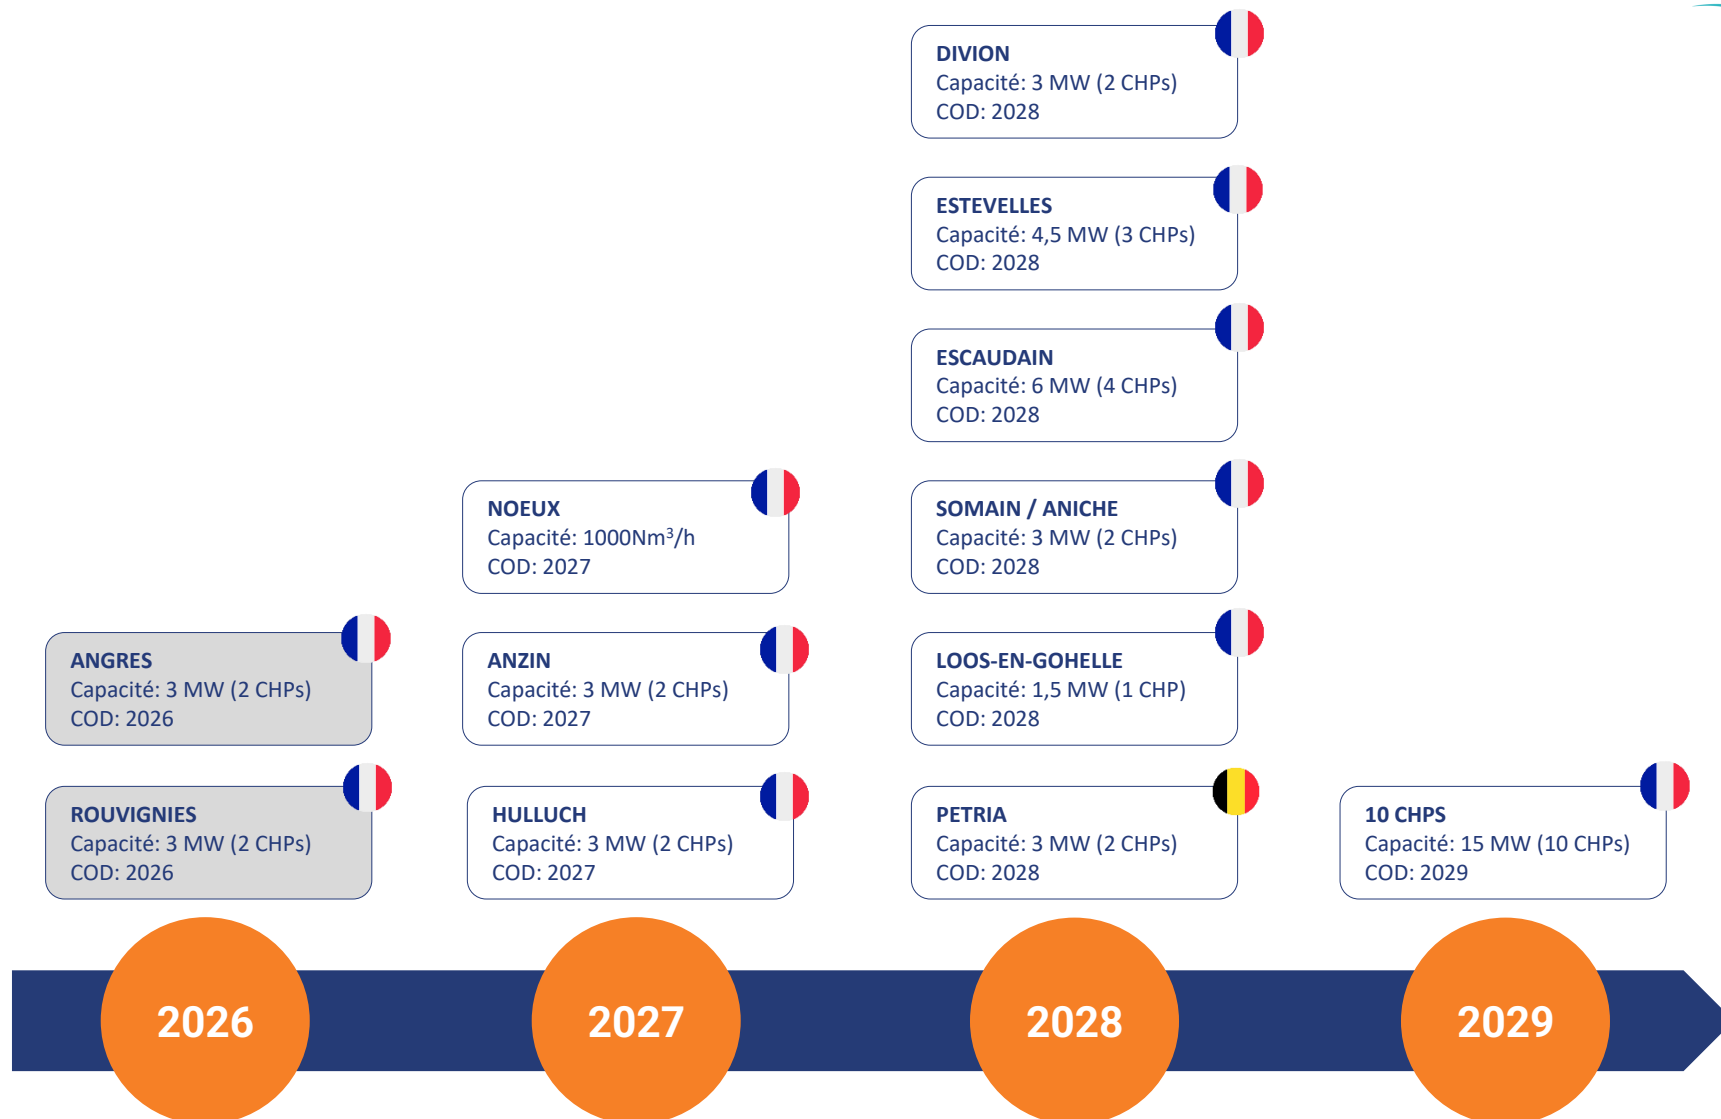 DIVION
Capacité: 3 MW (2 CHPs)
COD: 2028
ESTEVELLES
Capacité: 4,5 MW (3 CHPs)
COD: 2028
ESCAUDAIN
Capacité: 6 MW (4 CHPs)
COD: 2028
NOEUX
Capacité: 1000Nm³/h
COD: 2027
SOMAIN / ANICHE
Capacité: 3 MW (2 CHPs)
COD: 2028
ANGRES
Capacité: 3 MW (2 CHPs)
COD: 2026
ANZIN
Capacité: 3 MW (2 CHPs)
COD: 2027
LOOS-EN-GOHELLE
Capacité: 1,5 MW (1 CHP)
COD: 2028
ROUVIGNIES
Capacité: 3 MW (2 CHPs)
COD: 2026
HULLUCH
Capacité: 3 MW (2 CHPs)
COD: 2027
PETRIA
Capacité: 3 MW (2 CHPs)
COD: 2028
10 CHPS
Capacité: 15 MW (10 CHPs)
COD: 2029
2026
2027
2028
2029